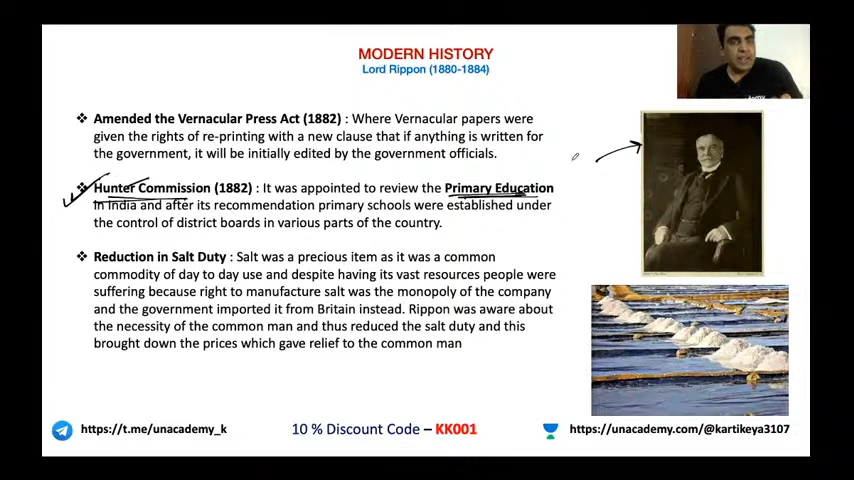 MODERN HISTORY
Lord Rippon (1880-1884)
❖ Amended the Vernacular Press Act (1882) : Where Vernacular papers were
given the rights of re-printing with a new clause that if anything is written for
the government, it will be initially edited by the government officials.
❖ Hunter Commission (1882) : It was appointed to review the Primary Education
in India and after its recommendation primary schools were established under
the control of district boards in various parts of the country.
❖ Reduction in Salt Duty : Salt was a precious item as it was a common
commodity of day to day use and despite having its vast resources people were
suffering because right to manufacture salt was the monopoly of the company
and the government imported it from Britain instead. Rippon was aware about
the necessity of the common man and thus reduced the salt duty and this
brought down the prices which gave relief to the common man
https://t.me/unacademy_k
10 % Discount Code – KK001
https://unacademy.com/@kartikeya3107